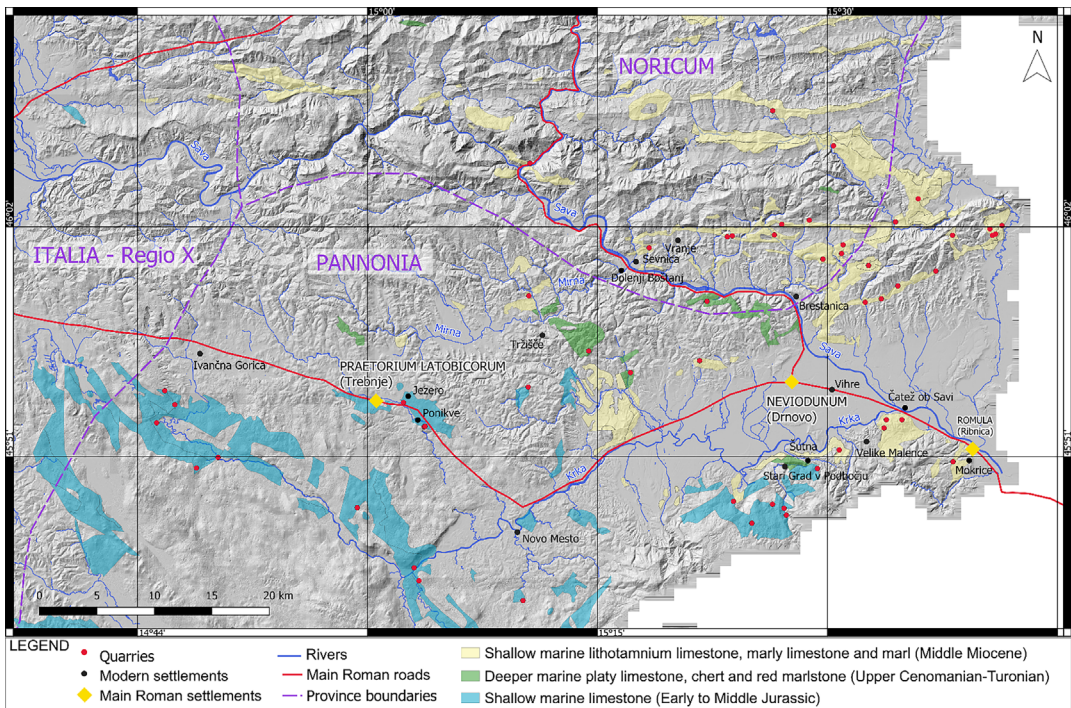 15°00'
15°30'
N
NORICUM
Sava
46°02'
46°02'
Sava
ITALIA - Regio X
PANNONIA
Vranje
Sevnica
Dolenji Boštanj
Mirna
Brestanica
Mirna
Tržišče
Sava
Ivančna Gorica
PRAETORIUM LATOBICORUM
(Trebnje)
Jezero
Ponikve
NEVIODUNUM
(Drnovo)
Vihre
Čatež ob Savi
Krka
ROMULA
(Ribnica)
Velike Malence
Mokrice
45°51'
45°51'
Krka
Šutna
Stari Grad v Podbočju
Novo Mesto
0 5 10 15 20 km
14°44'
15°15'
LEGEND
Quarries
Modern settlements
Main Roman settlements
Rivers
Main Roman roads
Province boundaries
Shallow marine lithotamnium limestone, marly limestone and marl (Middle Miocene)
Deeper marine platy limestone, chert and red marlstone (Upper Cenomanian-Turonian)
Shallow marine limestone (Early to Middle Jurassic)